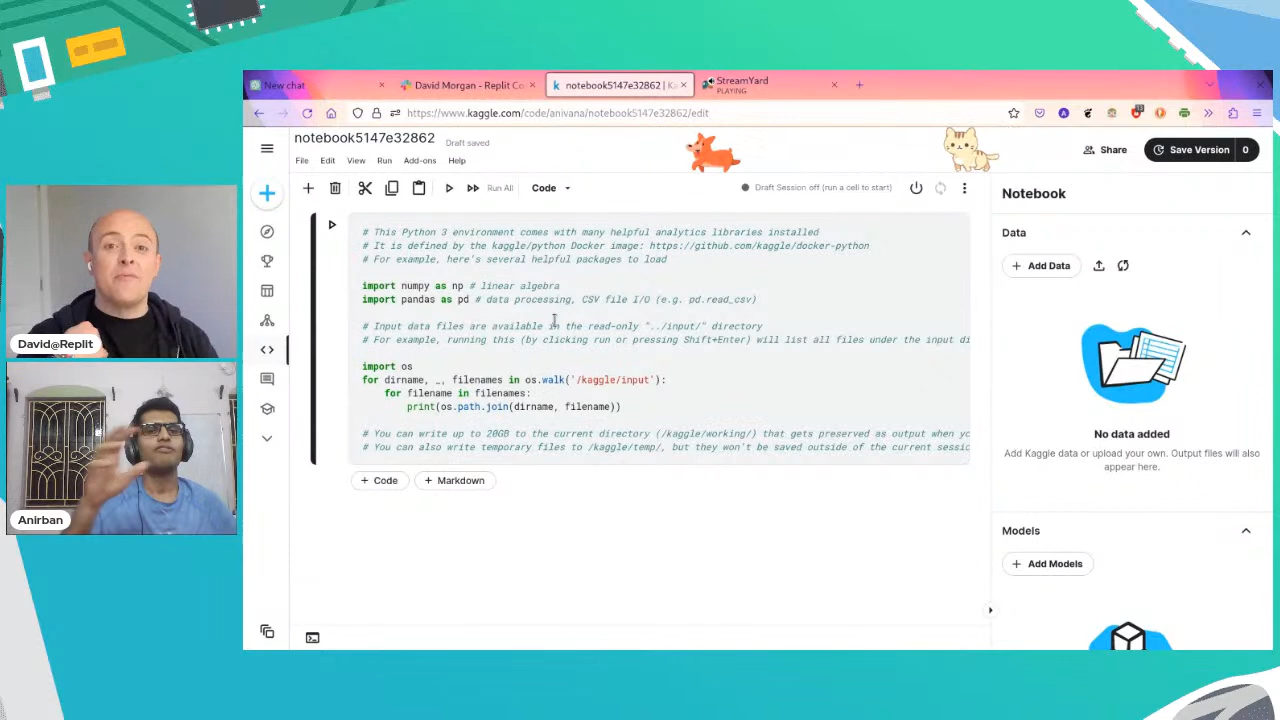 New chat
David Morgan - Replit Co
notebook5147e32862 | Ka
StreamYard
PLAYING
https://www.kaggle.com/code/anivana/notebook5147e32862/edit
notebook5147e32862
Draft saved
File Edit View Run Add-ons Help
Share
Save Version
0
Run All
Code
Draft Session off (run a cell to start)
Notebook
Data
Add Data
No data added
Add Kaggle data or upload your own. Output files will also
appear here.
Models
Add Models
# This Python 3 environment comes with many helpful analytics libraries installed
# It is defined by the kaggle/python Docker image: https://github.com/kaggle/docker-python
# For example, here's several helpful packages to load
import numpy as np # linear algebra
import pandas as pd # data processing, CSV file I/O (e.g. pd.read_csv)
# Input data files are available in the read-only "../input/" directory
# For example, running this (by clicking run or pressing Shift+Enter) will list all files under the input di
import os
for dirname, _, filenames in os.walk('/kaggle/input'):
for filename in filenames:
print(os.path.join(dirname, filename))
# You can write up to 20GB to the current directory (/kaggle/working/) that gets preserved as output when yo
# You can also write temporary files to /kaggle/temp/, but they won't be saved outside of the current sessio
+ Code
+ Markdown
David@Replit
Anirban